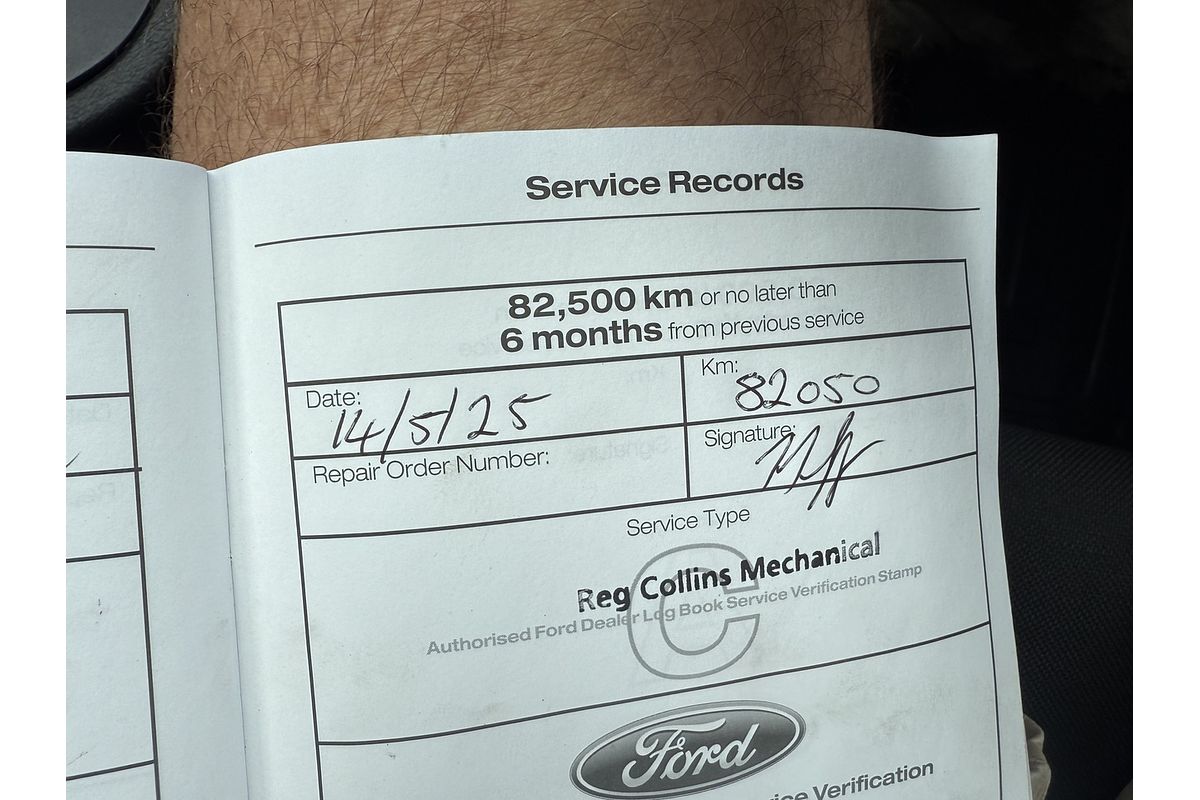 Service Records
82,500 km or no later than
6 months from previous service
Date:
14/5/25
Km:
82050
Repair Order Number:
Signature:
Service Type
C
Reg Collins Mechanical
Authorised Ford Dealer Log Book Service Verification Stamp
Ford
Service Verification